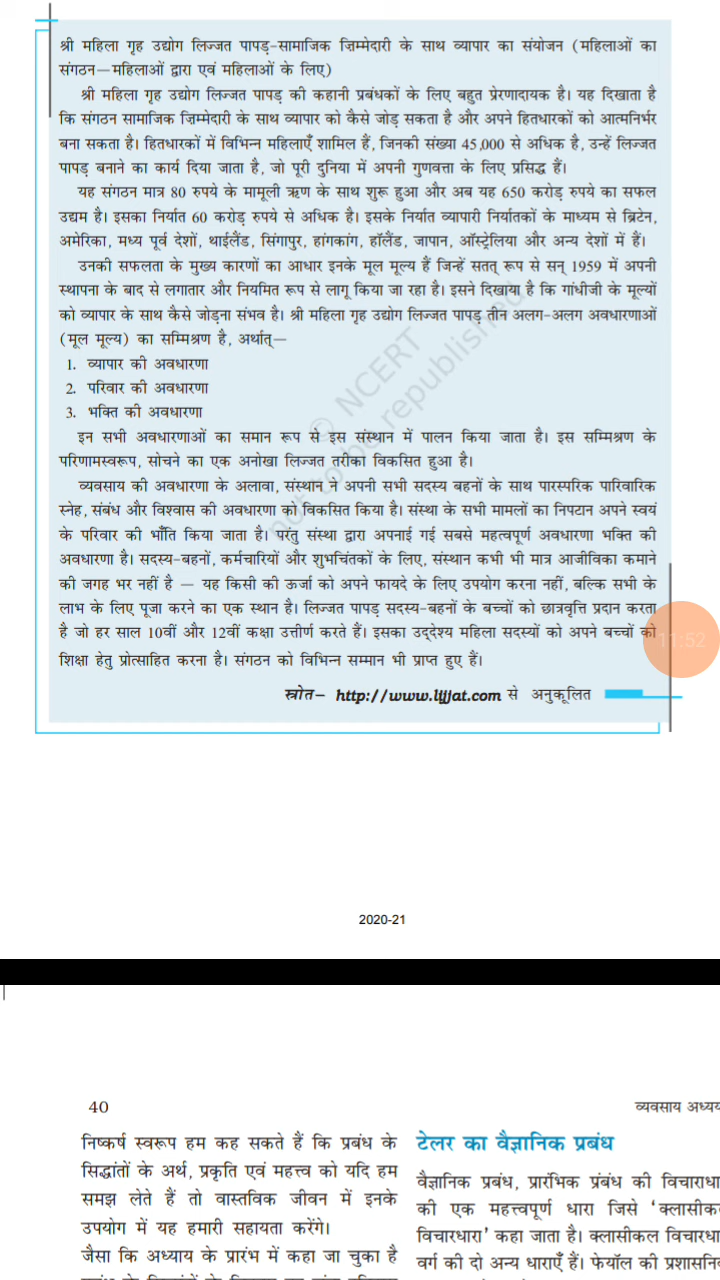 श्री महिला गृह उद्योग लिज्जत पापड़-सामाजिक ज़िम्मेदारी के साथ व्यापार का संयोजन (महिलाओं का
संगठन—महिलाओं द्वारा एवं महिलाओं के लिए)
श्री महिला गृह उद्योग लिज्जत पापड़ की कहानी प्रबंधकों के लिए बहुत प्रेरणादायक है। यह दिखाता है
कि संगठन सामाजिक ज़िम्मेदारी के साथ व्यापार को कैसे जोड़ सकता है और अपने हितधारकों को आत्मनिर्भर
बना सकता है। हितधारकों में विभिन्न महिलाएँ शामिल हैं, जिनकी संख्या 45,000 से अधिक है, उन्हें लिज्जत
पापड़ बनाने का कार्य दिया जाता है, जो पूरी दुनिया में अपनी गुणवत्ता के लिए प्रसिद्ध हैं।
यह संगठन मात्र 80 रुपये के मामूली ऋण के साथ शुरू हुआ और अब यह 650 करोड़ रुपये का सफल
उद्यम है। इसका निर्यात 60 करोड़ रुपये से अधिक है। इसके निर्यात व्यापारी निर्यातकों के माध्यम से ब्रिटेन,
अमेरिका, मध्य पूर्व देशों, थाईलैंड, सिंगापुर, हांगकांग, हॉलैंड, जापान, ऑस्ट्रेलिया और अन्य देशों में हैं।
उनकी सफलता के मुख्य कारणों का आधार इनके मूल मूल्य हैं जिन्हें सतत् रूप से सन् 1959 में अपनी
स्थापना के बाद से लगातार और नियमित रूप से लागू किया जा रहा है। इसने दिखाया है कि गांधीजी के मूल्यों
को व्यापार के साथ कैसे जोड़ना संभव है। श्री महिला गृह उद्योग लिज्जत पापड़ तीन अलग-अलग अवधारणाओं
(मूल मूल्य) का सम्मिश्रण है, अर्थात्—
1. व्यापार की अवधारणा
2. परिवार की अवधारणा
3. भक्ति की अवधारणा
© NCERT
not to be republished
इन सभी अवधारणाओं का समान रूप से इस संस्थान में पालन किया जाता है। इस सम्मिश्रण के
परिणामस्वरूप, सोचने का एक अनोखा लिज्जत तरीका विकसित हुआ है।
व्यवसाय की अवधारणा के अलावा, संस्थान ने अपनी सभी सदस्य बहनों के साथ पारस्परिक पारिवारिक
स्नेह, संबंध और विश्वास की अवधारणा को विकसित किया है। संस्था के सभी मामलों का निपटान अपने स्वयं
के परिवार की भाँति किया जाता है। परंतु संस्था द्वारा अपनाई गई सबसे महत्वपूर्ण अवधारणा भक्ति की
अवधारणा है। सदस्य-बहनों, कर्मचारियों और शुभचिंतकों के लिए, संस्थान कभी भी मात्र आजीविका कमाने
की जगह भर नहीं है — यह किसी की ऊर्जा को अपने फायदे के लिए उपयोग करना नहीं, बल्कि सभी के
लाभ के लिए पूजा करने का एक स्थान है। लिज्जत पापड़ सदस्य-बहनों के बच्चों को छात्रवृत्ति प्रदान करता
है जो हर साल 10वीं और 12वीं कक्षा उत्तीर्ण करते हैं। इसका उद्देश्य महिला सदस्यों को अपने बच्चों को
11:52
शिक्षा हेतु प्रोत्साहित करना है। संगठन को विभिन्न सम्मान भी प्राप्त हुए हैं।
स्रोत— http://www.lijjat.com से अनुकूलित
2020-21
40
व्यवसाय अध्यय
निष्कर्ष स्वरूप हम कह सकते हैं कि प्रबंध के
सिद्धांतों के अर्थ, प्रकृति एवं महत्त्व को यदि हम
समझ लेते हैं तो वास्तविक जीवन में इनके
उपयोग में यह हमारी सहायता करेंगे।
जैसा कि अध्याय के प्रारंभ में कहा जा चुका है
टेलर का वैज्ञानिक प्रबंध
वैज्ञानिक प्रबंध, प्रारंभिक प्रंबंध की विचाराधा
की एक महत्त्वपूर्ण धारा जिसे ‘क्लासीक
विचारधारा’ कहा जाता है। क्लासीकल विचारधा
वर्ग की दो अन्य धाराएँ हैं। फेयॉल की प्रशासनि